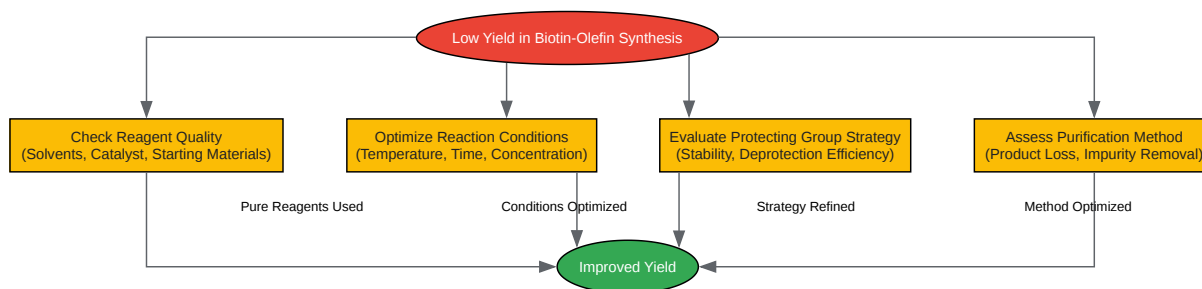 Low Yield in Biotin-Olefin Synthesis
Check Reagent Quality
(Solvents, Catalyst, Starting Materials)
Optimize Reaction Conditions
(Temperature, Time, Concentration)
Evaluate Protecting Group Strategy
(Stability, Deprotection Efficiency)
Assess Purification Method
(Product Loss, Impurity Removal)
Pure Reagents Used
Conditions Optimized
Strategy Refined
Method Optimized
Improved Yield